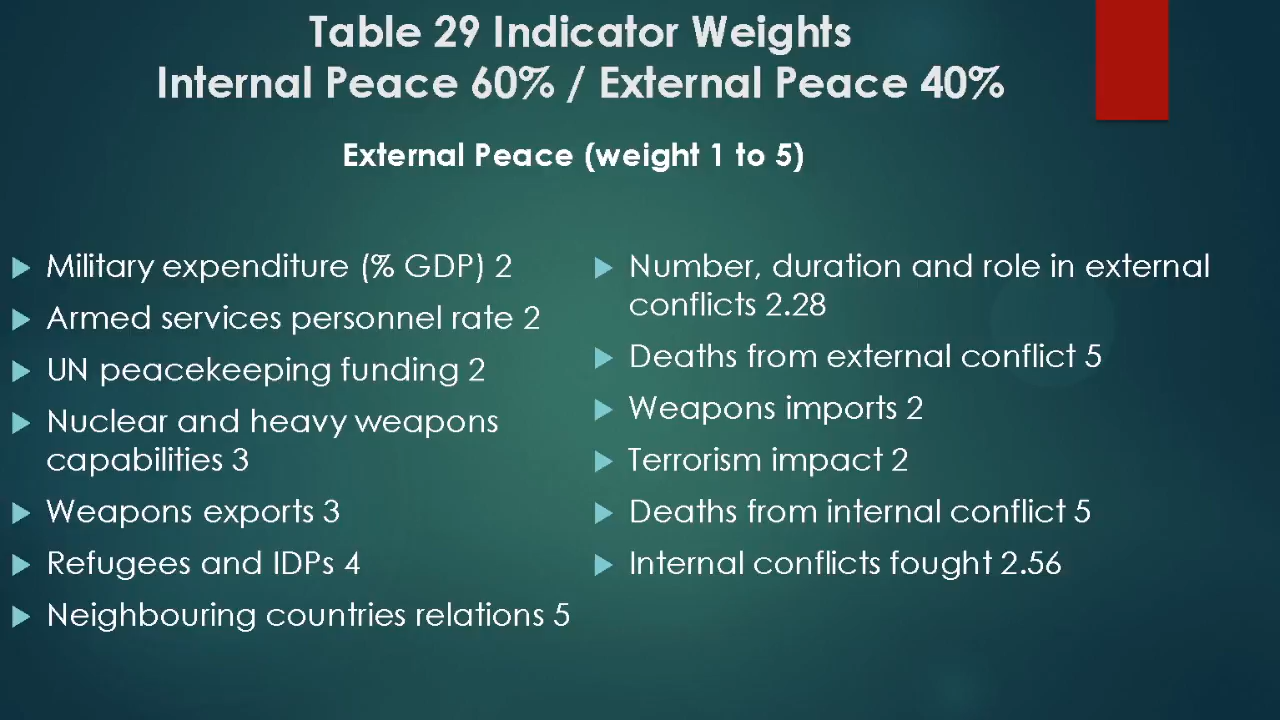 Table 29 Indicator Weights
Internal Peace 60% / External Peace 40%
External Peace (weight 1 to 5)
Military expenditure (% GDP) 2
Armed services personnel rate 2
UN peacekeeping funding 2
Nuclear and heavy weapons
capabilities 3
Weapons exports 3
Refugees and IDPs 4
Neighbouring countries relations 5
Number, duration and role in external
conflicts 2.28
Deaths from external conflict 5
Weapons imports 2
Terrorism impact 2
Deaths from internal conflict 5
Internal conflicts fought 2.56